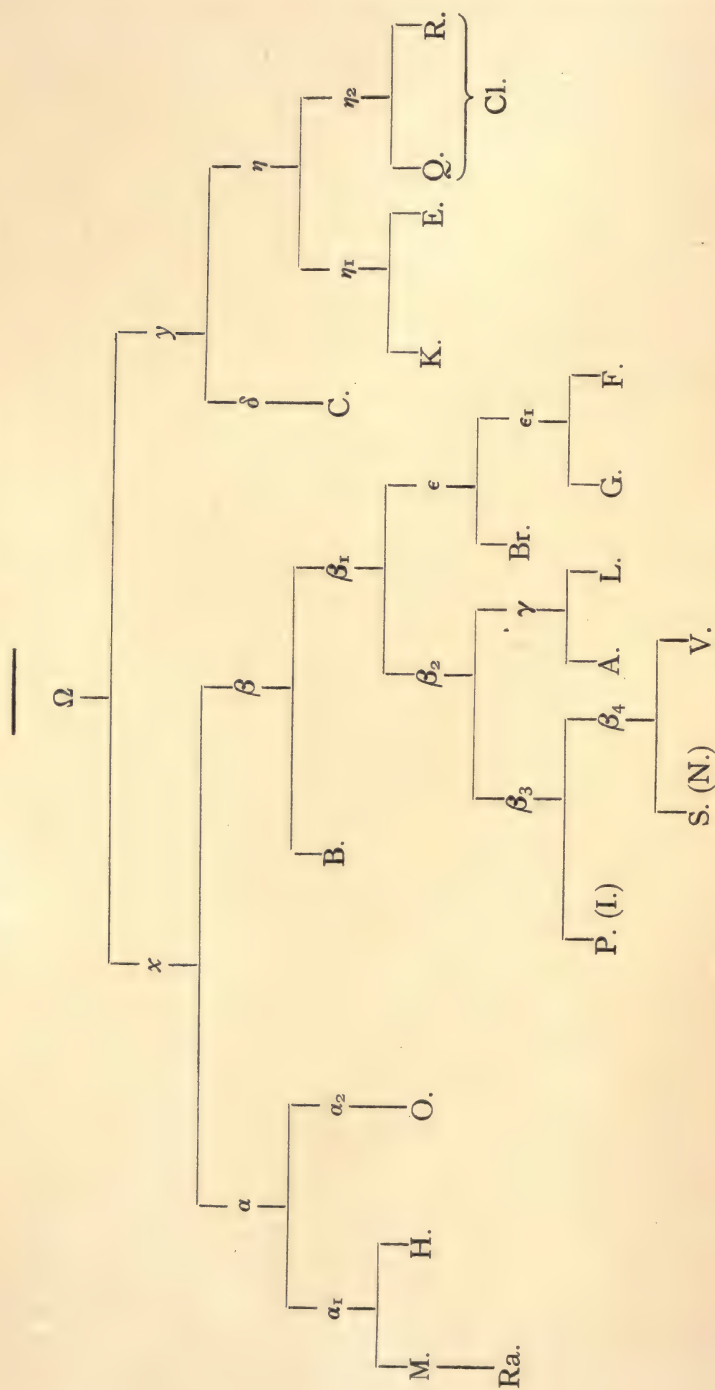 Ω
x y
α β δ η
α1 α2 B. β1 C. η1 η2
M. H. O. β2 ϵ K. E. Q. R.
Ra. β3 γ Br. ϵ1 Cl.
P. (I.) β4 A. L. G. F.
S. (N.) V.